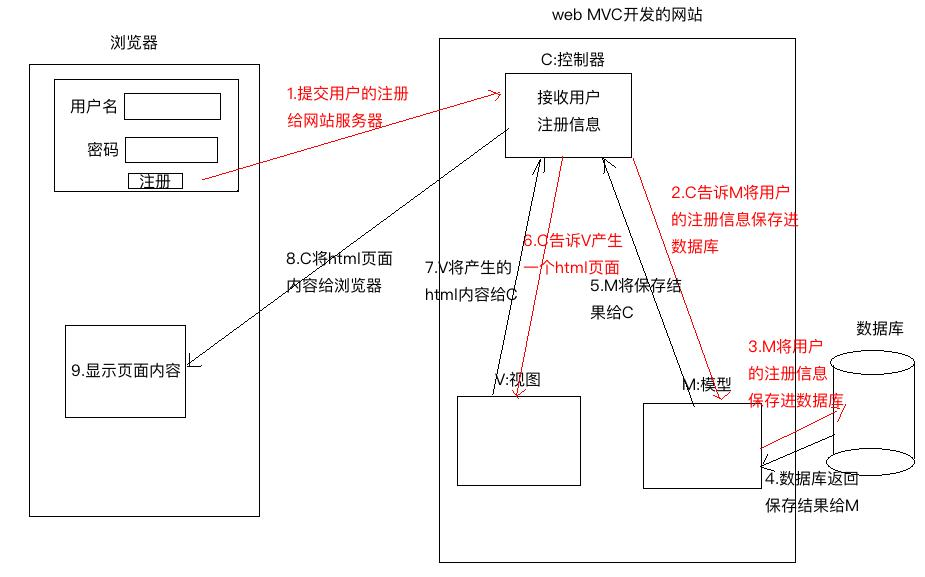 web MVC开发的网站
浏览器
用户名
密码
注册
1.提交用户的注册
给网站服务器
C:控制器
接收用户
注册信息
2.C告诉M将用户
的注册信息保存进
数据库
6.C告诉V产生
一个html页面
7.V将产生的
html内容给C
8.C将html页面
内容给浏览器
5.M将保存结
果给C
9.显示页面内容
V:视图
M:模型
数据库
3.M将用户
的注册信息
保存进数据库
4.数据库返回
保存结果给M